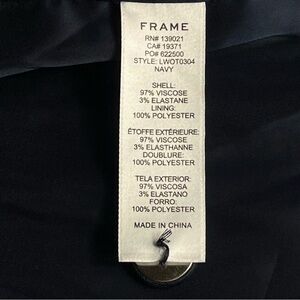 FRAME
RN# 139021
CA# 19371
PO# 622500
STYLE: LWOT0304
NAVY
SHELL:
97% VISCOSE
3% ELASTANE
LINING:
100% POLYESTER
ÉTOFFE EXTÉRIEURE:
97% VISCOSE
3% ELASTHANNE
DOUBLURE:
100% POLYESTER
TELA EXTERIOR:
97% VISCOSA
3% ELASTANO
FORRO:
100% POLYESTER
MADE IN CHINA